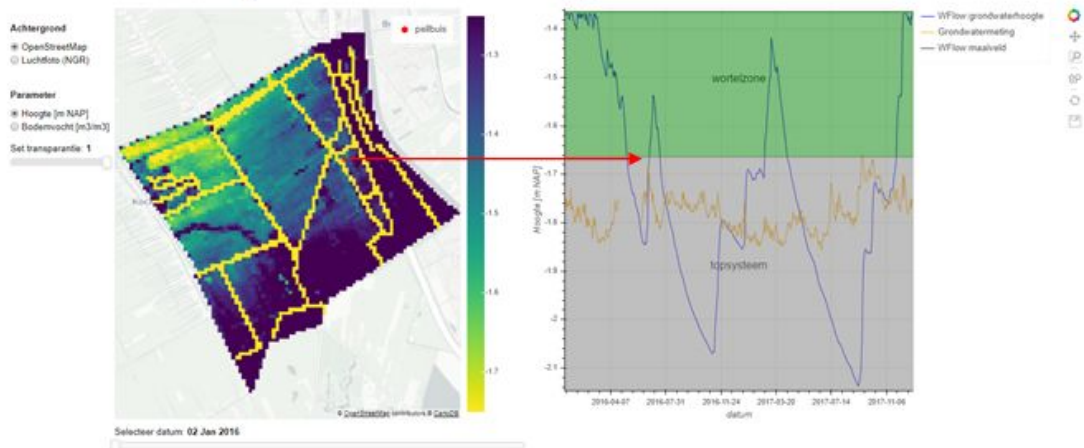 Achtergrond
OpenStreetMap
Luchtfoto (NGR)
Parameter
Hoogte [m NAP]
Bodemvocht [m3/m3]
Set transparantie: 1
peilbuis
-1.3
-1.4
-1.5
-1.6
-1.7
© OpenStreetMap contributors © CartoDB
Selecteer datum: 02 Jan 2016
Hoogte [m NAP]
-1.4
-1.5
-1.6
-1.7
-1.8
-1.9
-2
-2.1
wortelzone
topsysteem
2016-04-07
2016-07-31
2016-11-24
2017-03-20
2017-07-14
2017-11-06
datum
WFlow grondwaterhoogte
Grondwatermeting
WFlow maaiveld